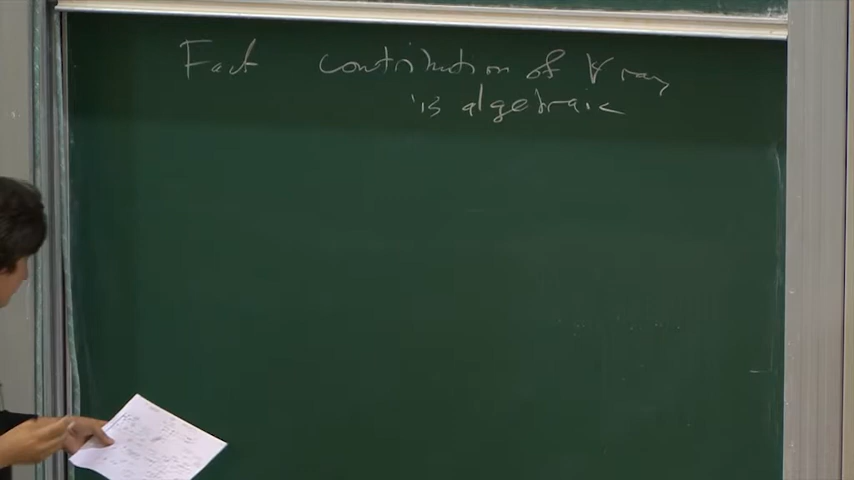 Fact contribution of ∀ ray
is algebraic